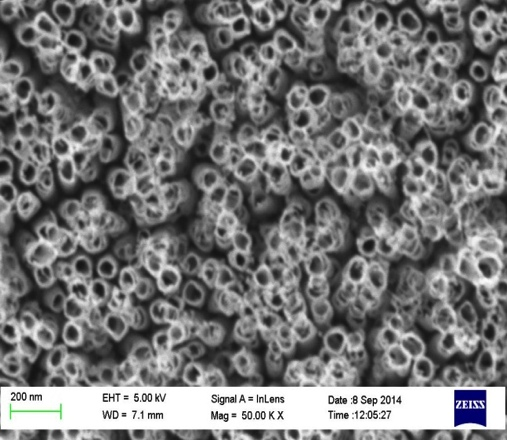 200 nm
EHT = 5.00 kV
Signal A = InLens
Date :8 Sep 2014
WD = 7.1 mm
Mag = 50.00 K X
Time :12:05:27
ZEISS